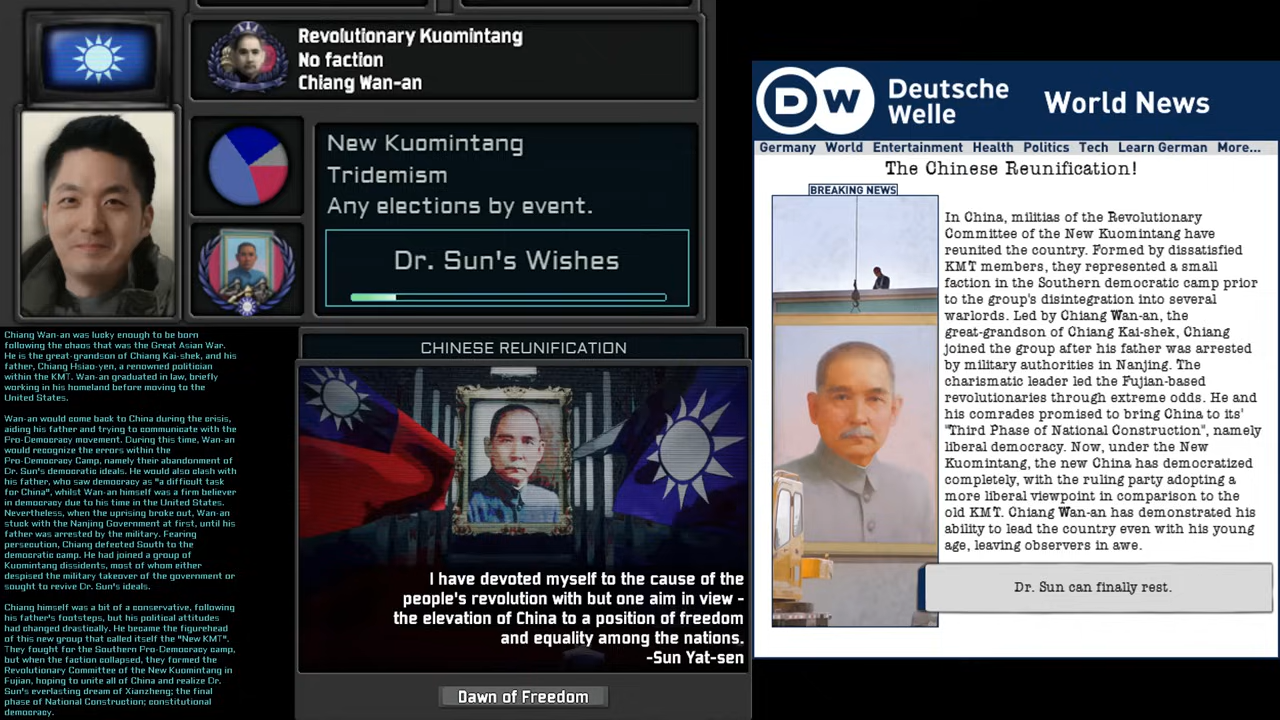 Revolutionary Kuomintang
No faction
Chiang Wan-an
New Kuomintang
Tridemism
Any elections by event.
Dr. Sun's Wishes
Chiang Wan-an was lucky enough to be born
following the chaos that was the Great Asian War.
He is the great-grandson of Chiang Kai-shek, and his
father, Chiang Hsiao-yen, a renowned politician
within the KMT. Wan-an graduated in law, briefly
working in his homeland before moving to the
United States.
Wan-an would come back to China during the crisis,
aiding his father and trying to communicate with the
Pro-Democracy movement. During this time, Wan-an
would recognize the errors within the
Pro-Democracy Camp, namely their abandonment of
Dr. Sun's democratic ideals. He would also clash with
his father, who saw democracy as "a difficult task
for China", whilst Wan-an himself was a firm believer
in democracy due to his time in the United States.
Nevertheless, when the uprising broke out, Wan-an
stuck with the Nanjing Government at first, until his
father was arrested by the military. Fearing
persecution, Chiang defected South to the
democratic camp. He had joined a group of
Kuomintang dissidents, most of whom either
despised the military takeover of the government or
sought to revive Dr. Sun's ideals.
Chiang himself was a bit of a conservative, following
his father's footsteps, but his political attitudes
had changed drastically. He became the figurehead
of this new group that called itself the "New KMT".
They fought for the Southern Pro-Democracy camp,
but when the faction collapsed, they formed the
Revolutionary Committee of the New Kuomintang in
Fujian, hoping to unite all of China and realize Dr.
Sun's everlasting dream of Xianzheng; the final
phase of National Construction; constitutional
democracy.
CHINESE REUNIFICATION
I have devoted myself to the cause of the
people's revolution with but one aim in view -
the elevation of China to a position of freedom
and equality among the nations.
-Sun Yat-sen
Dawn of Freedom
DW Deutsche
Welle
World News
Germany World Entertainment Health Politics Tech Learn German More...
The Chinese Reunification!
BREAKING NEWS
In China, militias of the Revolutionary
Committee of the New Kuomintang have
reunited the country. Formed by dissatisfied
KMT members, they represented a small
faction in the Southern democratic camp prior
to the group's disintegration into several
warlords. Led by Chiang Wan-an, the
great-grandson of Chiang Kai-shek, Chiang
joined the group after his father was arrested
by military authorities in Nanjing. The
charismatic leader led the Fujian-based
revolutionaries through extreme odds. He and
his comrades promised to bring China to its'
"Third Phase of National Construction", namely
liberal democracy. Now, under the New
Kuomintang, the new China has democratized
completely, with the ruling party adopting a
more liberal viewpoint in comparison to the
old KMT. Chiang Wan-an has demonstrated his
ability to lead the country even with his young
age, leaving observers in awe.
Dr. Sun can finally rest.